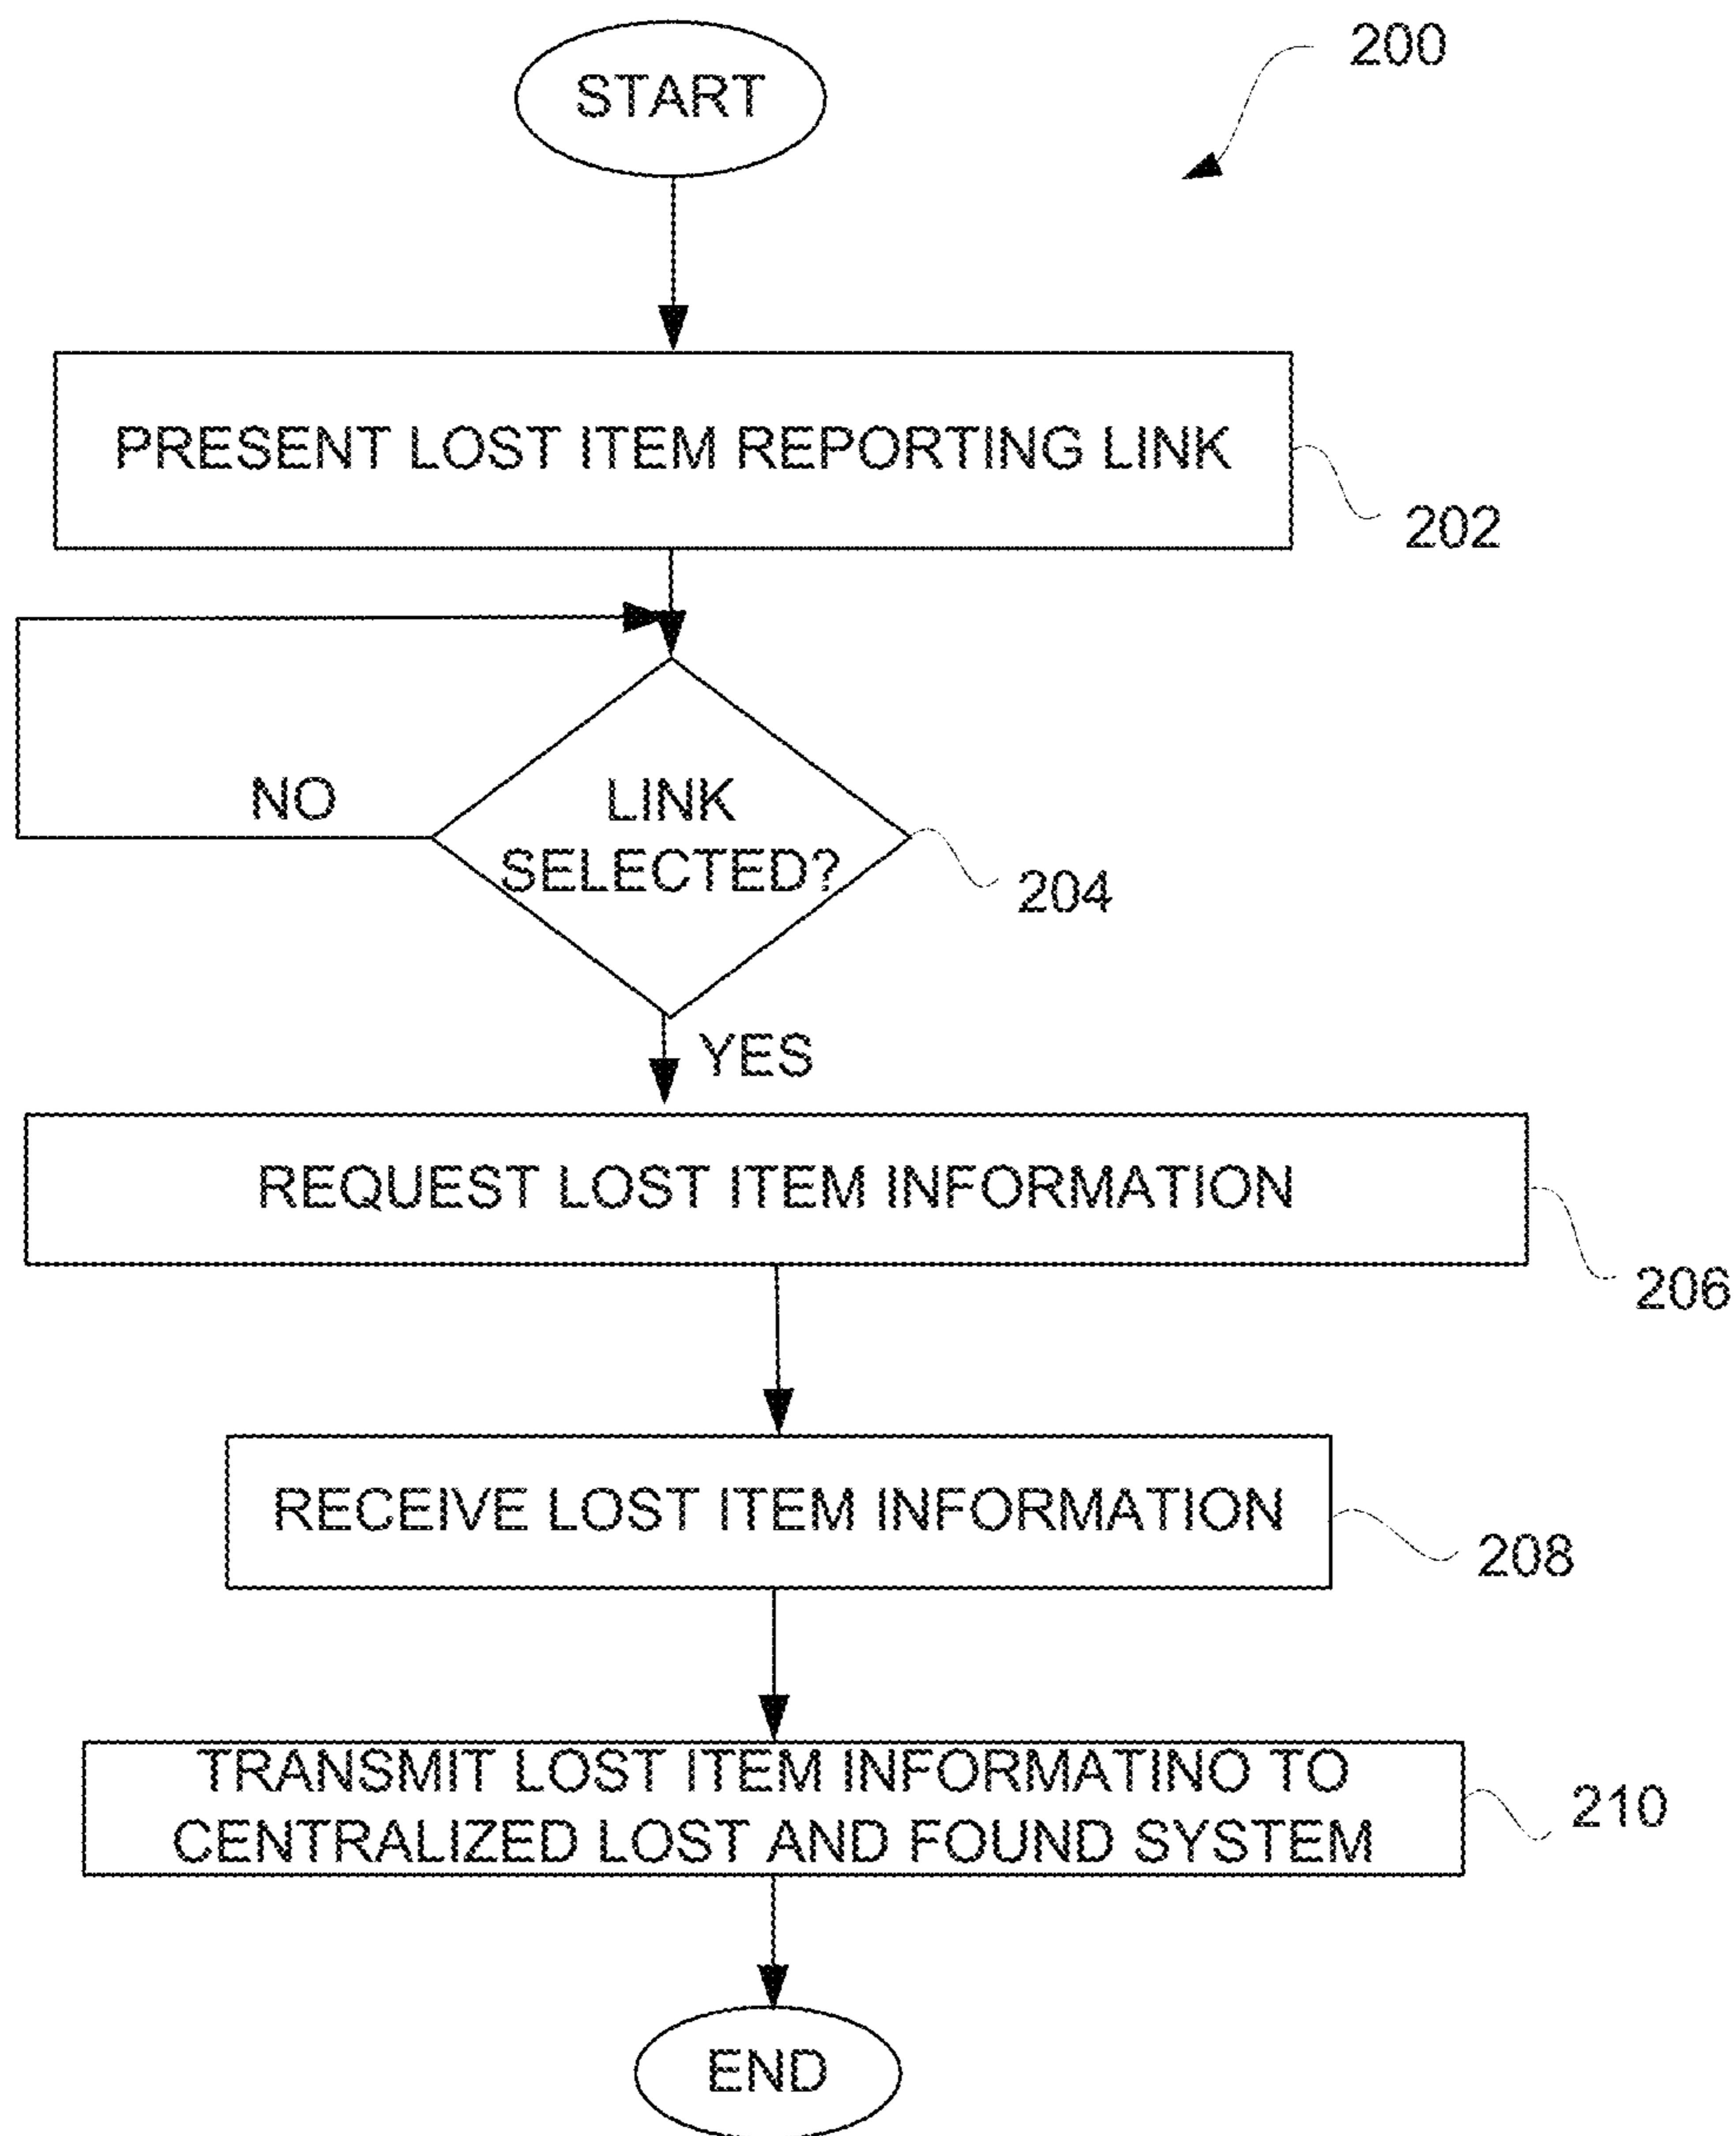 START
200
PRESENT LOST ITEM REPORTING LINK
202
NO
LINK
SELECTED?
204
YES
REQUEST LOST ITEM INFORMATION
206
RECEIVE LOST ITEM INFORMATION
208
TRANSMIT LOST ITEM INFORMATINO TO
CENTRALIZED LOST AND FOUND SYSTEM
210
END